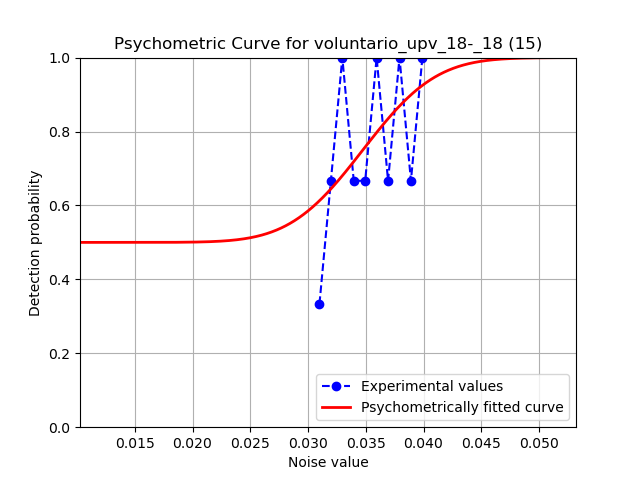 Psychometric Curve for voluntario_upv_18-_18 (15)
Detection probability
1.0
0.8
0.6
0.4
0.2
0.0
Experimental values
Psychometrically fitted curve
0.015 0.020 0.025 0.030 0.035 0.040 0.045 0.050
Noise value